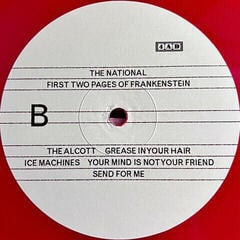 4AD
THE NATIONAL
FIRST TWO PAGES OF FRANKENSTEIN
B
THE ALCOTT GREASE IN YOUR HAIR
ICE MACHINES YOUR MIND IS NOT YOUR FRIEND
SEND FOR ME